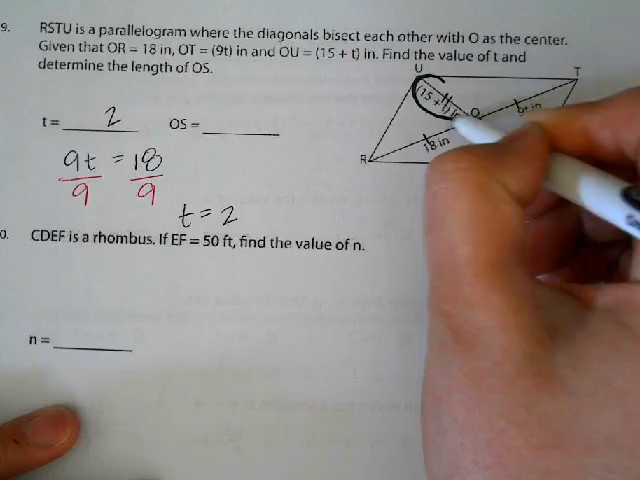 9. RSTU is a parallelogram where the diagonals bisect each other with O as the center.
Given that OR = 18 in, OT = (9t) in and OU = (15 + t) in. Find the value of t and
determine the length of OS.
U
T
(15 + t) in
O
9t in
18 in
R
t = 2 OS =
9t = 18
9 9
t = 2
0. CDEF is a rhombus. If EF = 50 ft, find the value of n.
n =